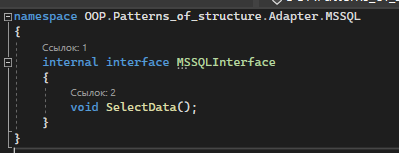 namespace OOP.Patterns_of_structure.Adapter.MSSQL
{
Ссылок: 1
internal interface MSSQLInterface
{
Ссылок: 2
void SelectData();
}
}